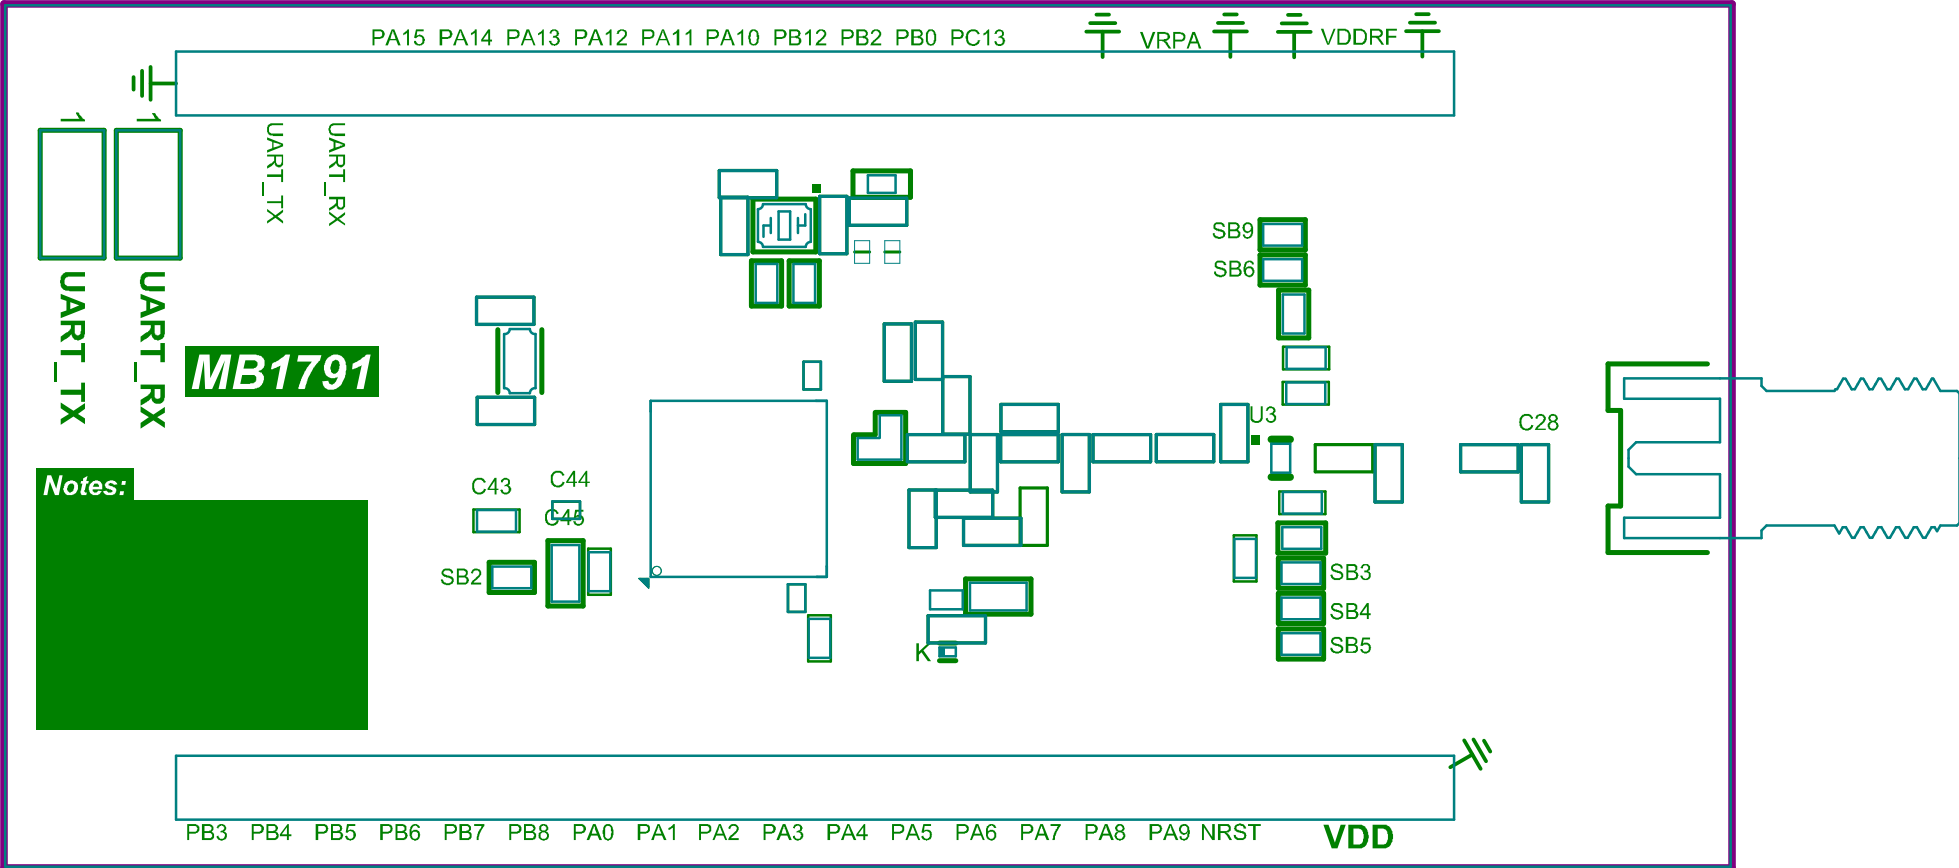 PA15 PA14 PA13 PA12 PA11 PA10 PB12 PB2 PB0 PC13 VRPA VDDRF
1 1
UART_TX UART_RX
UART_TX UART_RX
SB9
SB6
MB1791
U3
C28
Notes:
C43 C44
C45
SB2
SB3
SB4
SB5
K
PB3 PB4 PB5 PB6 PB7 PB8 PA0 PA1 PA2 PA3 PA4 PA5 PA6 PA7 PA8 PA9 NRST VDD